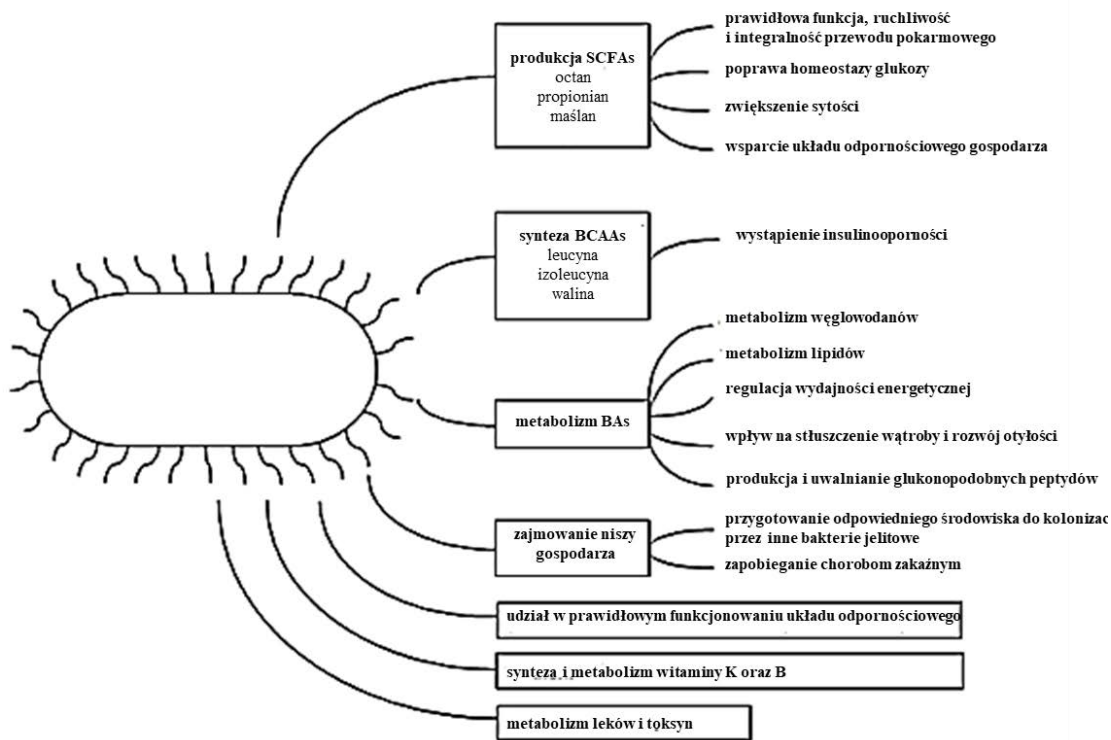 produkcja SCFAs
octan
propionian
maślan
prawidłowa funkcja, ruchliwość
i integralność przewodu pokarmowego
poprawa homeostazy glukozy
zwiększenie sytości
wsparcie układu odpornościowego gospodarza
synteza BCAAs
leucyna
izoleucyna
walina
wystąpienie insulinooporności
metabolizm BAs
metabolizm węglowodanów
metabolizm lipidów
regulacja wydajności energetycznej
wpływ na stłuszczenie wątroby i rozwój otyłości
produkcja i uwalnianie glukonopodobnych peptydów
zajmowanie niszy
gospodarza
przygotowanie odpowiedniego środowiska do kolonizac
przez inne bakterie jelitowe
zapobieganie chorobom zakaźnym
udział w prawidłowym funkcjonowaniu układu odpornościowego
synteza i metabolizm witaminy K oraz B
metabolizm leków i toksyn